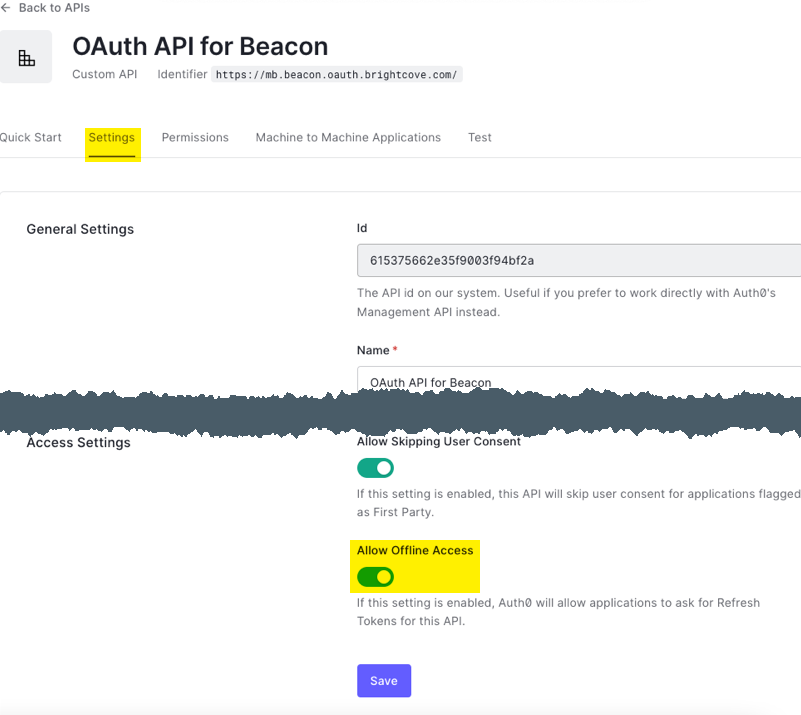 Back to APIs
OAuth API for Beacon
Custom API Identifier https://mb.beacon.oauth.brightcove.com/
Quick Start Settings Permissions Machine to Machine Applications Test
General Settings
Id
615375662e35f9003f94bf2a
The API id on our system. Useful if you prefer to work directly with Auth0's
Management API instead.
Name *
OAuth API for Beacon
Access Settings
Allow Skipping User Consent
If this setting is enabled, this API will skip user consent for applications flagged
as First Party.
Allow Offline Access
If this setting is enabled, Auth0 will allow applications to ask for Refresh
Tokens for this API.
Save